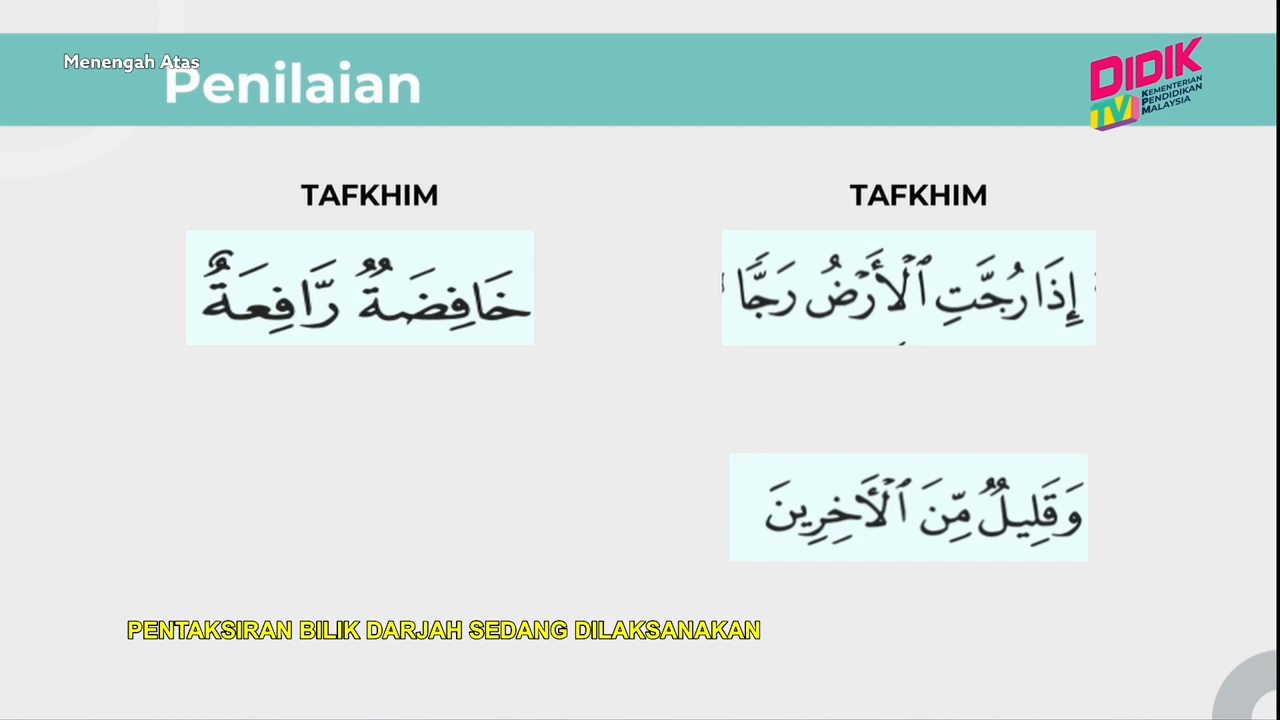 Menengah Atas
Penilaian
DIDIK
TV
KEMENTERIAN
PENDIDIKAN
MALAYSIA
TAFKHIM
خَافِضَةٌ رَّافِعَةٌ
TAFKHIM
إِذَا رُجَّتِ ٱلْأَرْضُ رَجًّا
وَقَلِيلٌ مِّنَ ٱلْأَخِرِينَ
PENTAKSIRAN BILIK DARJAH SEDANG DILAKSANAKAN